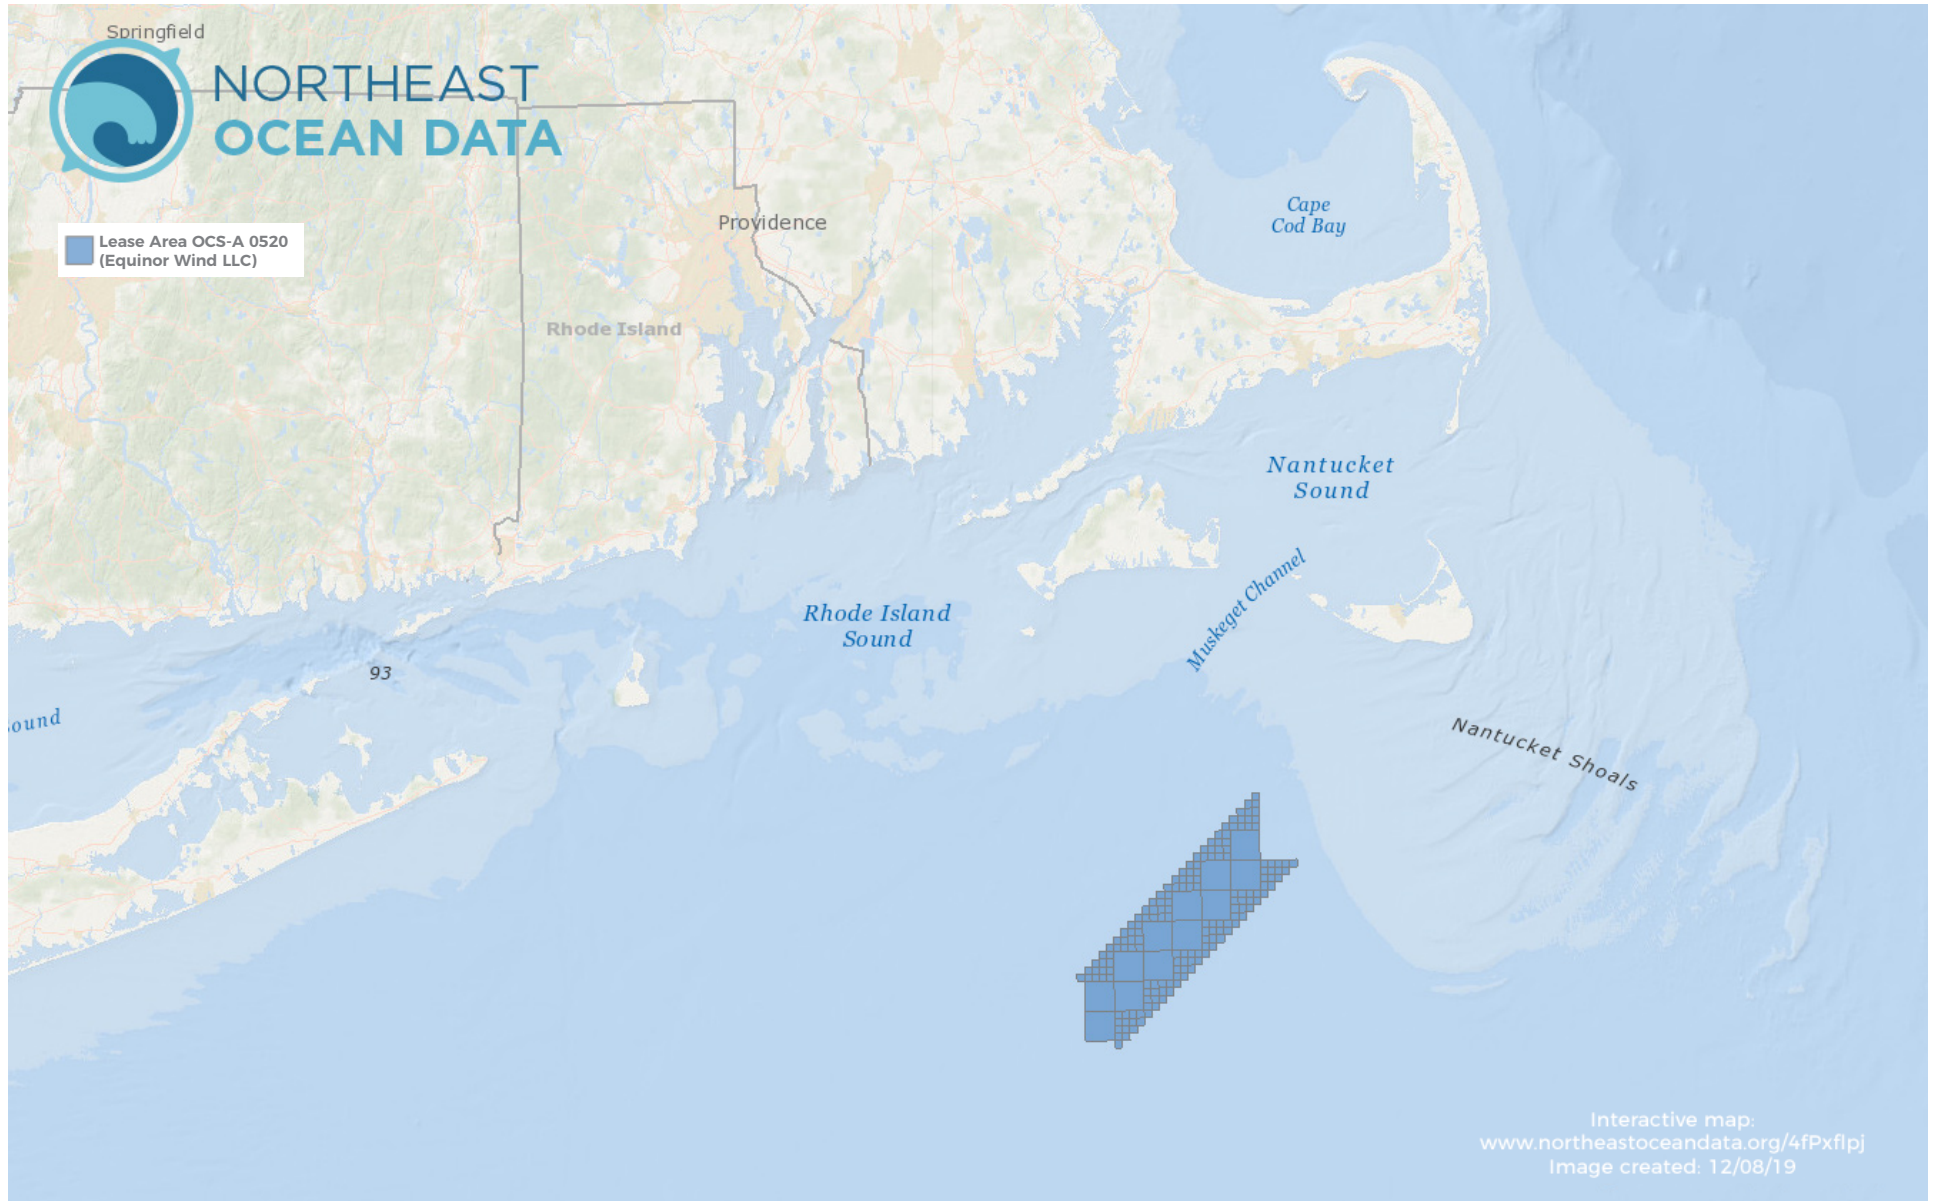 Springfield
NORTHEAST
OCEAN DATA
Lease Area OCS-A 0520
(Equinor Wind LLC)
Providence
Rhode Island
Cape
Cod Bay
Nantucket
Sound
Muskeget Channel
Rhode Island
Sound
93
Sound
Nantucket Shoals
Interactive map:
www.northeastoceandata.org/4fPxflpj
Image created: 12/08/19